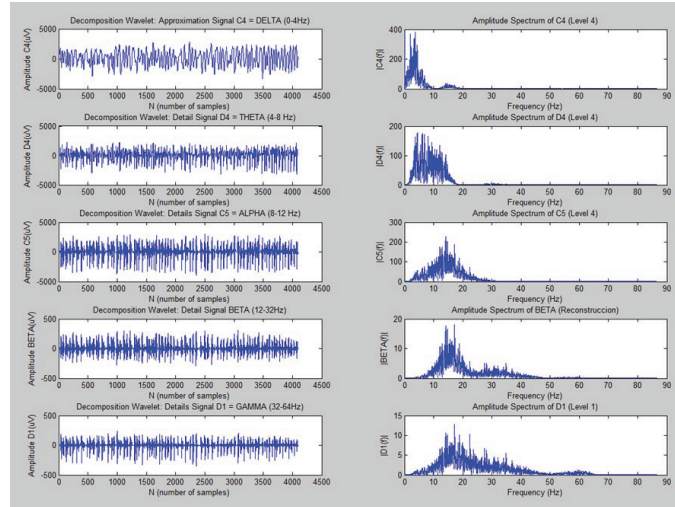 Decomposition Wavelet: Approximation Signal C4 = DELTA (0-4Hz)
5000
0
-5000
Amplitude C4(uV)
0 500 1000 1500 2000 2500 3000 3500 4000 4500
N (number of samples)
Amplitude Spectrum of C4 (Level 4)
400
200
0
|C4(f)|
0 10 20 30 40 50 60 70 80 90
Frequency (Hz)
Decomposition Wavelet: Detail Signal D4 = THETA (4-8 Hz)
5000
0
-5000
Amplitude D4(uV)
0 500 1000 1500 2000 2500 3000 3500 4000 4500
N (number of samples)
Amplitude Spectrum of D4 (Level 4)
200
100
0
|D4(f)|
0 10 20 30 40 50 60 70 80 90
Frequency (Hz)
Decomposition Wavelet: Details Signal C5 = ALPHA (8-12 Hz)
5000
0
-5000
Amplitude C5(uV)
0 500 1000 1500 2000 2500 3000 3500 4000 4500
N (number of samples)
Amplitude Spectrum of C5 (Level 4)
300
200
100
0
|C5(f)|
0 10 20 30 40 50 60 70 80 90
Frequency (Hz)
Decomposition Wavelet: Detail Signal BETA (12-32Hz)
500
0
-500
Amplitude BETA(uV)
0 500 1000 1500 2000 2500 3000 3500 4000 4500
N (number of samples)
Amplitude Spectrum of BETA (Reconstruccion)
20
10
0
|BETA(f)|
0 10 20 30 40 50 60 70 80 90
Frequency (Hz)
Decomposition Wavelet: Details Signal D1 = GAMMA (32-64Hz)
500
0
-500
Amplitude D1(uV)
0 500 1000 1500 2000 2500 3000 3500 4000 4500
N (number of samples)
Amplitude Spectrum of D1 (Level 1)
15
10
5
0
|D1(f)|
0 10 20 30 40 50 60 70 80 90
Frequency (Hz)